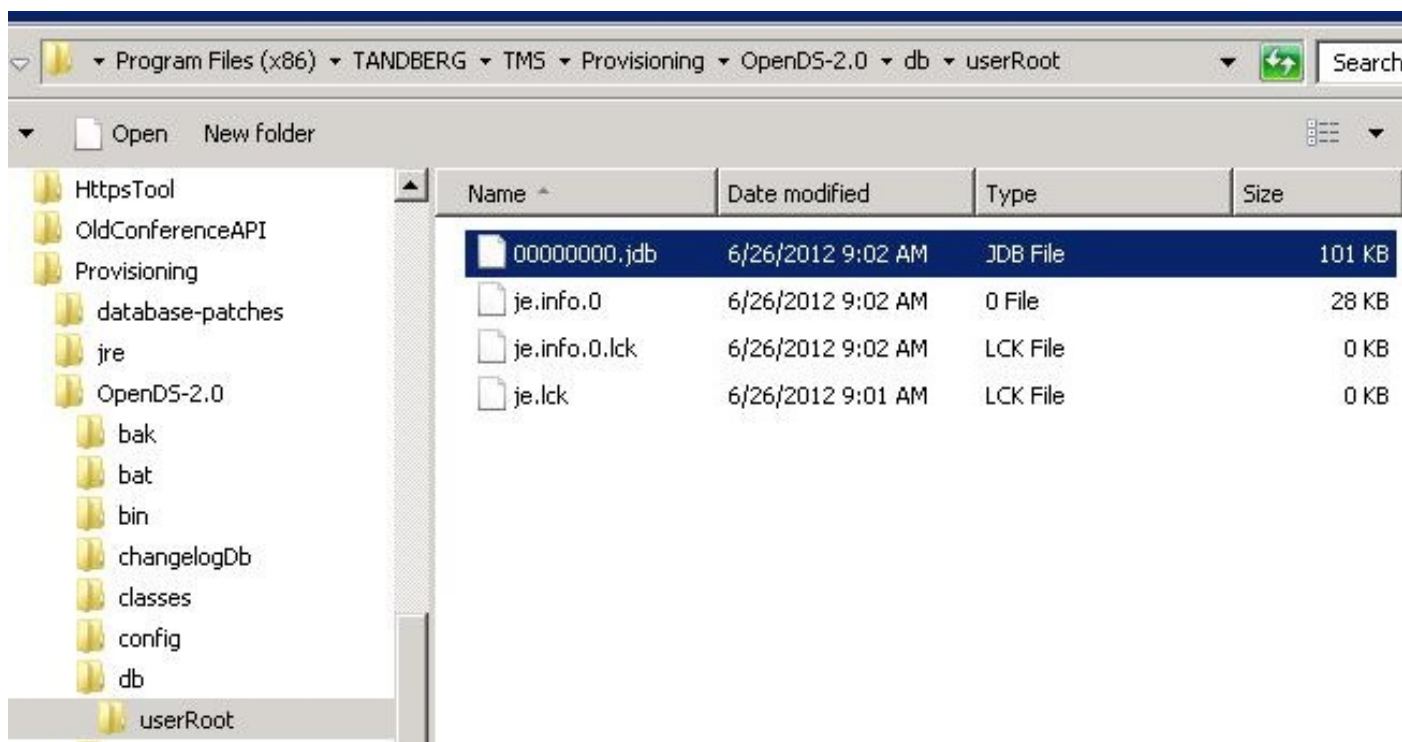 Program Files (x86) TANDBERG TMS Provisioning OpenDS-2.0 db userRoot Search
Open New folder
HttpsTool
OldConferenceAPI
Provisioning
database-patches
jre
OpenDS-2.0
bak
bat
bin
changelogDb
classes
config
db
userRoot
Name Date modified Type Size
00000000.jdb 6/26/2012 9:02 AM JDB File 101 KB
je.info.0 6/26/2012 9:02 AM 0 File 28 KB
je.info.0.lck 6/26/2012 9:02 AM LCK File 0 KB
je.lck 6/26/2012 9:01 AM LCK File 0 KB